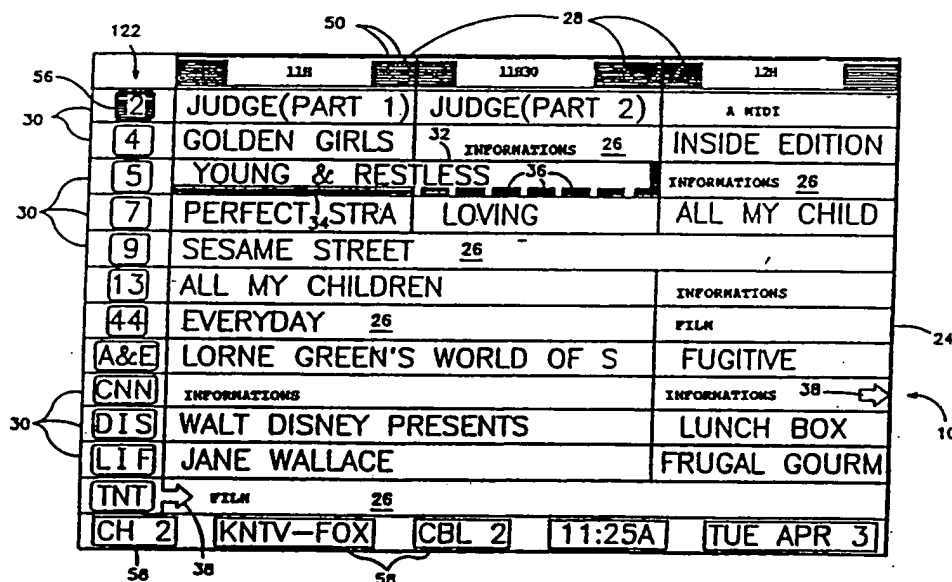 50 28
122
11H 11H30 12H
56 2 JUDGE(PART 1) JUDGE(PART 2) A MIDI
30 4 GOLDEN GIRLS 32 INFORMATIONS 26 INSIDE EDITION
5 YOUNG & RESTLESS 36 INFORMATIONS 26
30 7 PERFECT STRA 34 LOVING ALL MY CHILD
9 SESAME STREET 26
13 ALL MY CHILDREN INFORMATIONS
44 EVERYDAY 26 FILM 24
A&E LORNE GREEN'S WORLD OF S FUGITIVE
CNN INFORMATIONS INFORMATIONS 38 10
30 DIS WALT DISNEY PRESENTS LUNCH BOX
LIF JANE WALLACE FRUGAL GOURM
TNT FILM 26
CH 2 KNTV-FOX CBL 2 11:25A TUE APR 3
58 38 58